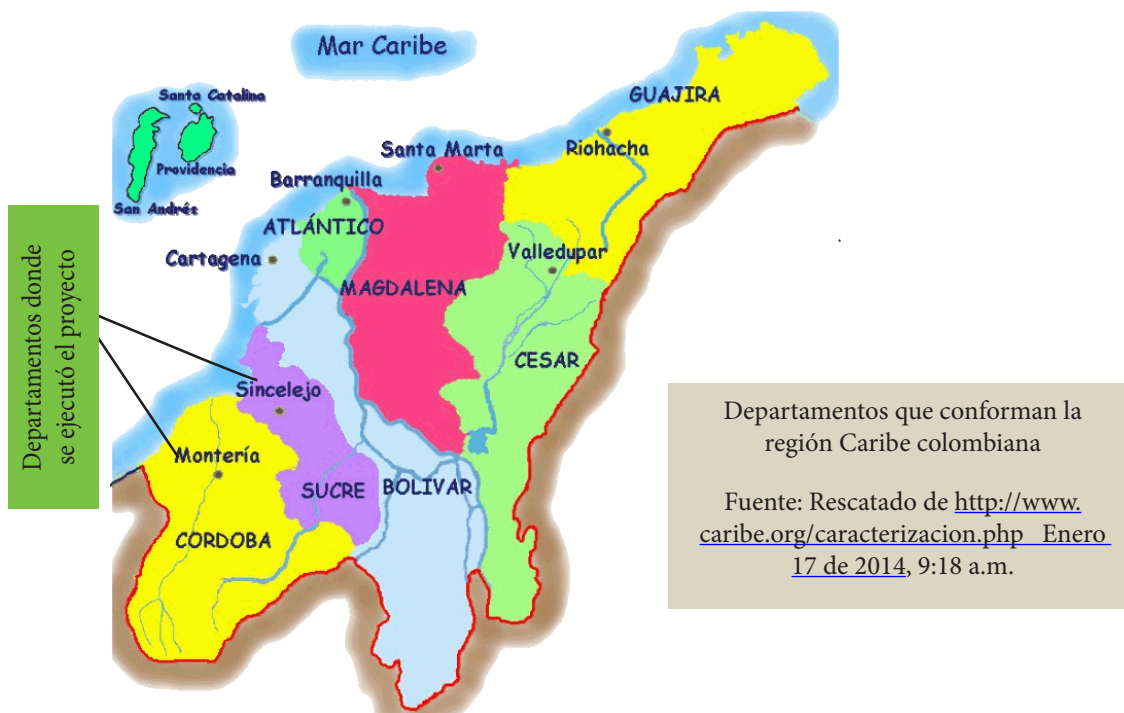 Mar Caribe
Santa Catalina
Providencia
San Andrés
GUAJIRA
Riohacha
Santa Marta
Barranquilla
ATLÁNTICO
Cartagena
Valledupar
MAGDALENA
CESAR
Sincelejo
Montería
SUCRE
BOLIVAR
CORDOBA
Departamentos donde
se ejecutó el proyecto
Departamentos que conforman la
región Caribe colombiana
Fuente: Rescatado de http://www.
caribe.org/caracterizacion.php Enero
17 de 2014, 9:18 a.m.